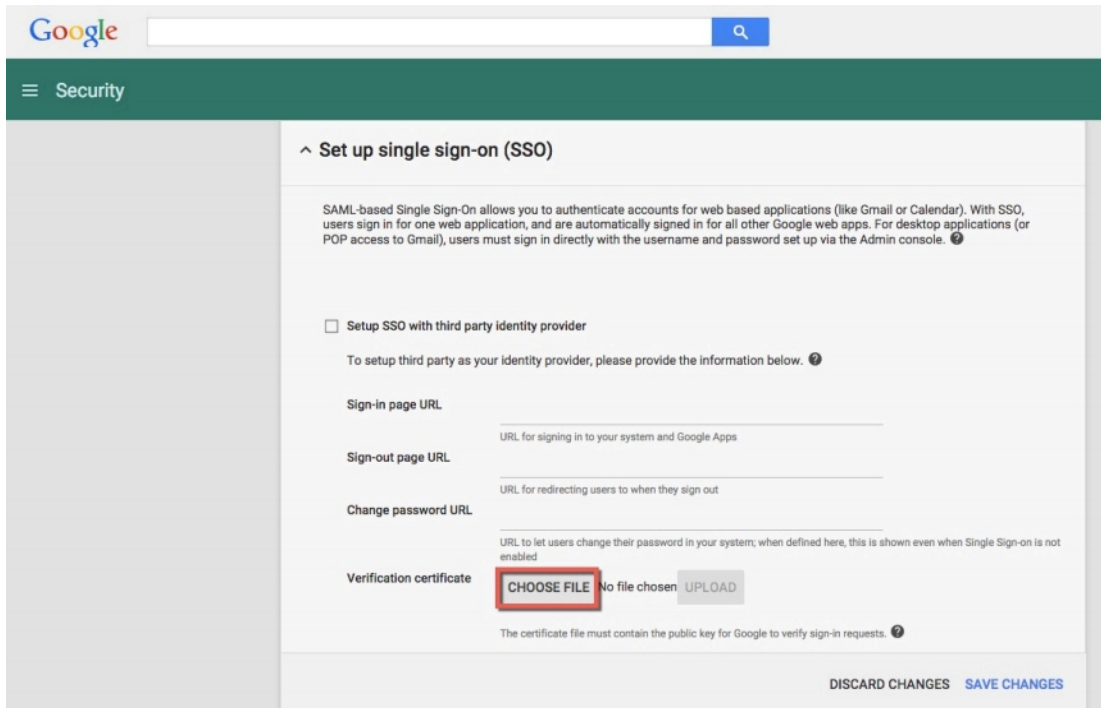 Google
Security
Set up single sign-on (SSO)
SAML-based Single Sign-On allows you to authenticate accounts for web based applications (like Gmail or Calendar). With SSO,
users sign in for one web application, and are automatically signed in for all other Google web apps. For desktop applications (or
POP access to Gmail), users must sign in directly with the username and password set up via the Admin console.
Setup SSO with third party identity provider
To setup third party as your identity provider, please provide the information below.
Sign-in page URL
URL for signing in to your system and Google Apps
Sign-out page URL
URL for redirecting users to when they sign out
Change password URL
URL to let users change their password in your system; when defined here, this is shown even when Single Sign-on is not
enabled
Verification certificate
CHOOSE FILE No file chosen UPLOAD
The certificate file must contain the public key for Google to verify sign-in requests.
DISCARD CHANGES SAVE CHANGES